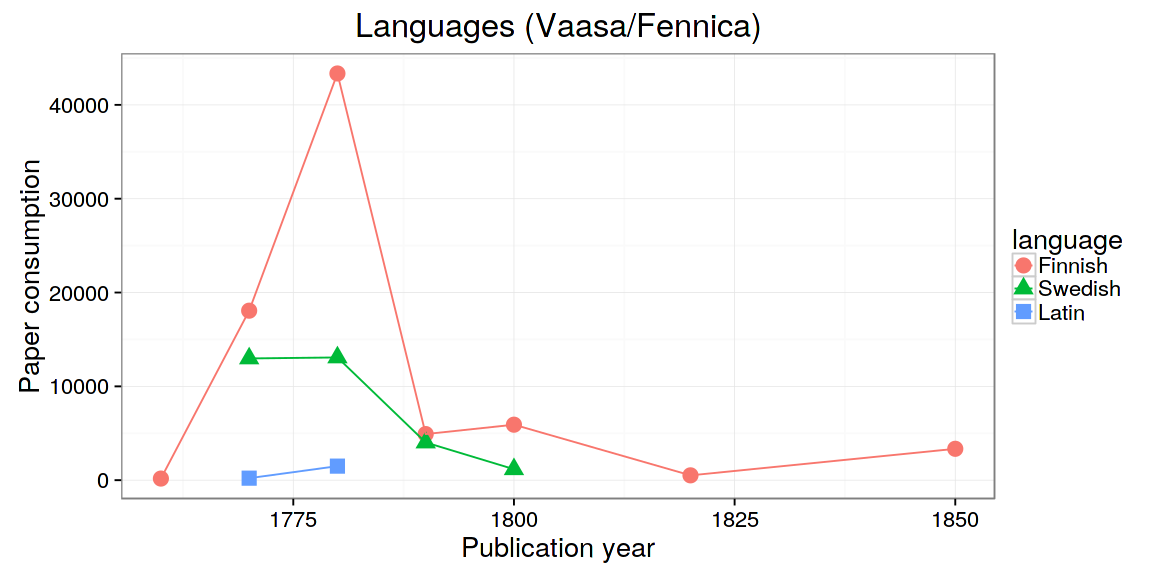 Languages (Vaasa/Fennica)
Paper consumption
40000
30000
20000
10000
0
1775 1800 1825 1850
Publication year
language
Finnish
Swedish
Latin